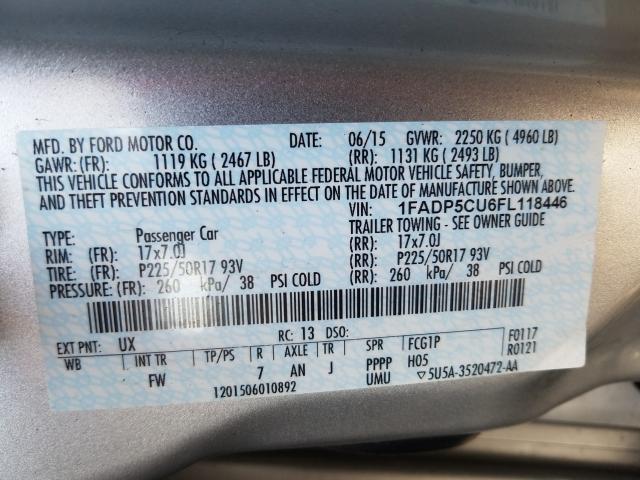 MFD. BY FORD MOTOR CO. DATE: 06/15 GVWR: 2250 KG ( 4960 LB)
GAWR: (FR): 1119 KG ( 2467 LB) (RR): 1131 KG ( 2493 LB)
THIS VEHICLE CONFORMS TO ALL APPLICABLE FEDERAL MOTOR VEHICLE SAFETY, BUMPER,
AND THEFT PREVENTION STANDARDS IN EFFECT ON THE DATE OF MANUFACTURE SHOWN ABOVE.
VIN: 1FADP5CU6FL118446
TYPE: Passenger Car TRAILER TOWING - SEE OWNER GUIDE
RIM: (FR): 17x7.0J (RR): 17x7.0J
TIRE: (FR): P225/50R17 93V (RR): P225/50R17 93V
PRESSURE: (FR): 260 kPa/ 38 PSI COLD (RR): 260 kPa/ 38 PSI COLD
EXT PNT: UX RC: 13 DSO: FCG1P F0117
WB INT TR TP/PS R AXLE TR SPR H05 R0121
FW 7 AN J PPPP
UMU
1201506010892 ▽5U5A-3520472-AA